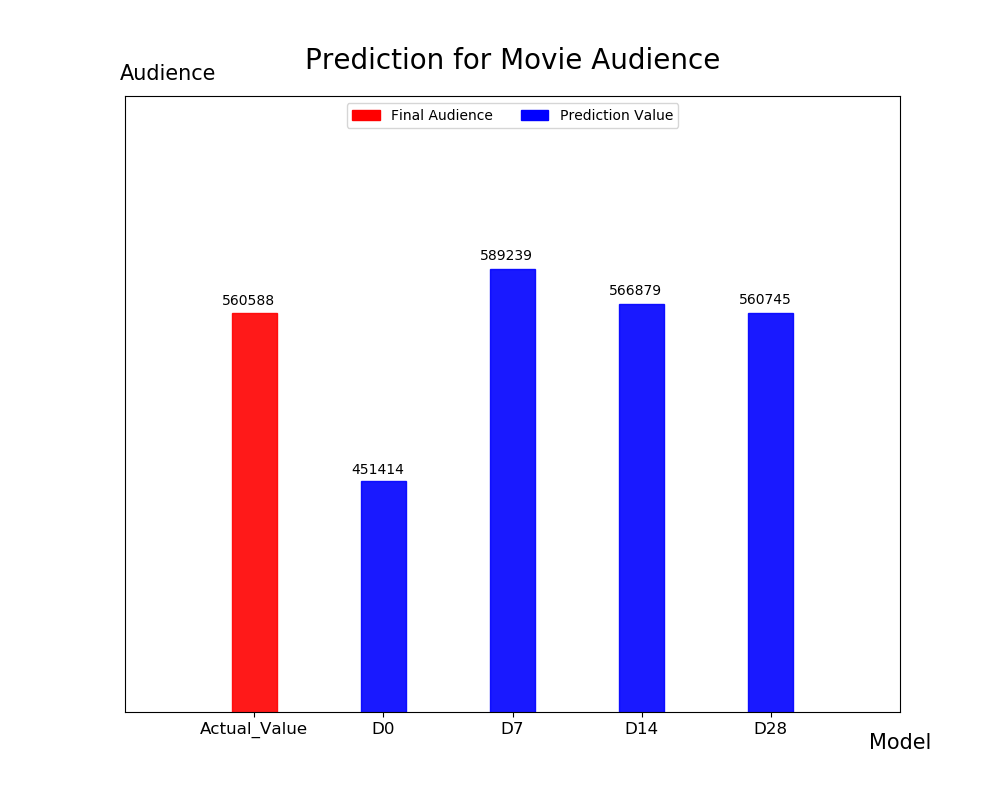 Prediction for Movie Audience
Audience
Final Audience Prediction Value
589239
566879
560588
560745
451414
Actual_Value D0 D7 D14 D28
Model